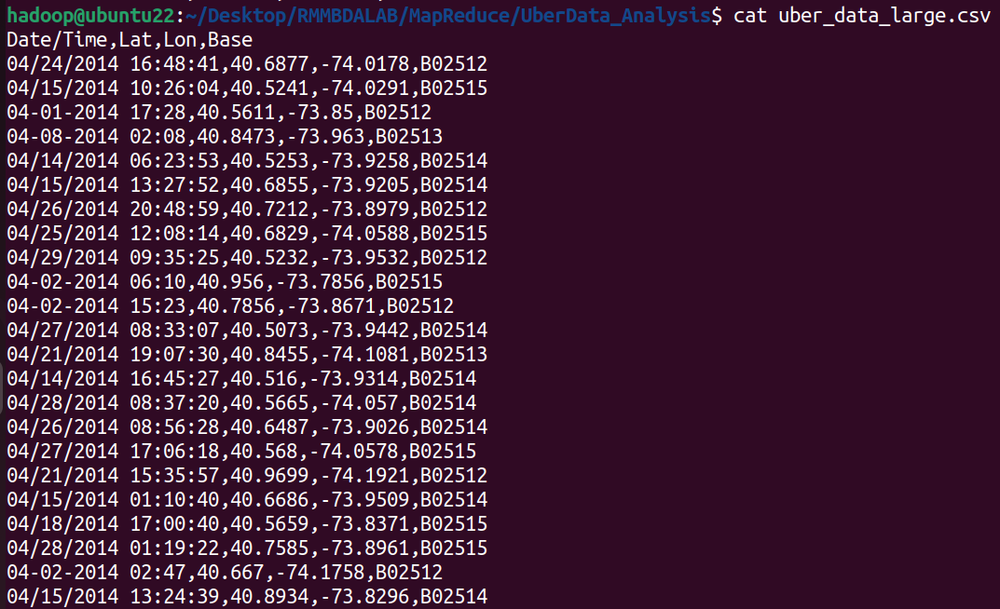 hadoop@ubuntu22:~/Desktop/RMMBDALAB/MapReduce/UberData_Analysis$ cat uber_data_large.csv
Date/Time,Lat,Lon,Base
04/24/2014 16:48:41,40.6877,-74.0178,B02512
04/15/2014 10:26:04,40.5241,-74.0291,B02515
04-01-2014 17:28,40.5611,-73.85,B02512
04-08-2014 02:08,40.8473,-73.963,B02513
04/14/2014 06:23:53,40.5253,-73.9258,B02514
04/15/2014 13:27:52,40.6855,-73.9205,B02514
04/26/2014 20:48:59,40.7212,-73.8979,B02512
04/25/2014 12:08:14,40.6829,-74.0588,B02515
04/29/2014 09:35:25,40.5232,-73.9532,B02512
04-02-2014 06:10,40.956,-73.7856,B02515
04-02-2014 15:23,40.7856,-73.8671,B02512
04/27/2014 08:33:07,40.5073,-73.9442,B02514
04/21/2014 19:07:30,40.8455,-74.1081,B02513
04/14/2014 16:45:27,40.516,-73.9314,B02514
04/28/2014 08:37:20,40.5665,-74.057,B02514
04/26/2014 08:56:28,40.6487,-73.9026,B02514
04/27/2014 17:06:18,40.568,-74.0578,B02515
04/21/2014 15:35:57,40.9699,-74.1921,B02512
04/15/2014 01:10:40,40.6686,-73.9509,B02514
04/18/2014 17:00:40,40.5659,-73.8371,B02515
04/28/2014 01:19:22,40.7585,-73.8961,B02515
04-02-2014 02:47,40.667,-74.1758,B02512
04/15/2014 13:24:39,40.8934,-73.8296,B02514